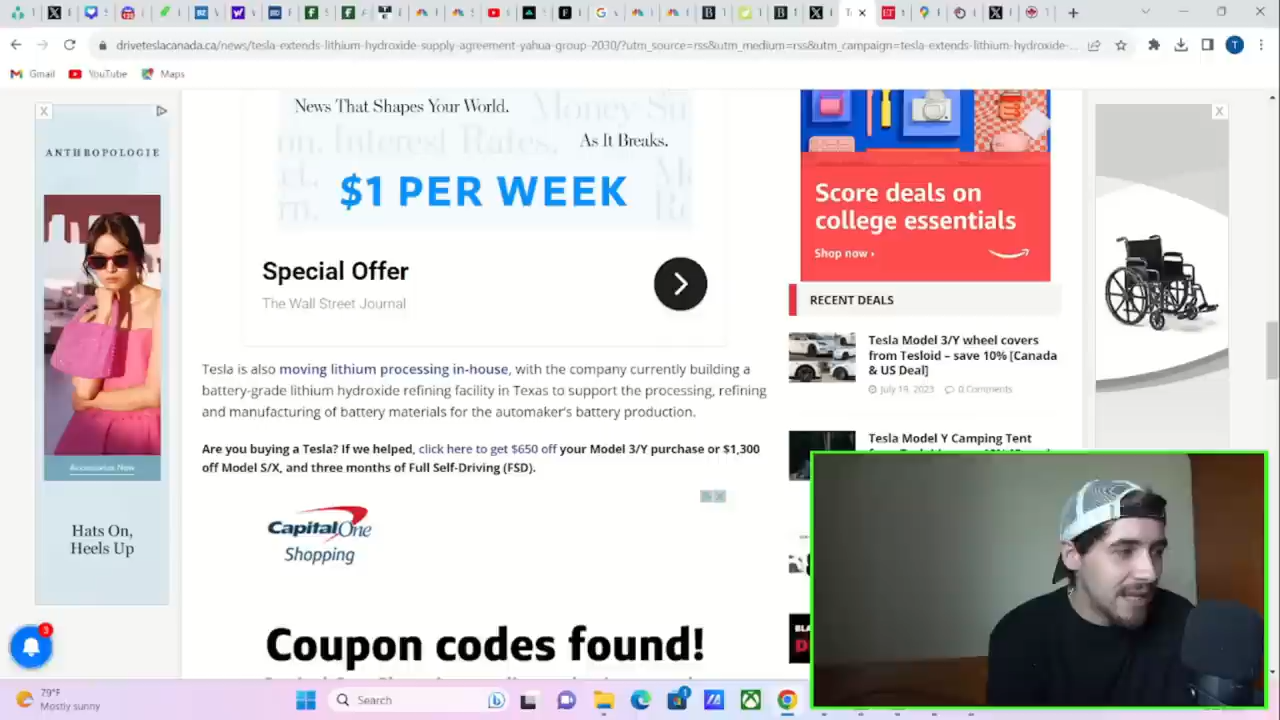 driveteslacanada.ca/news/tesla-extends-lithium-hydroxide-supply-agreement-yahua-group-2030/?utm_source=rss&utm_medium=rss&utm_campaign=tesla-extends-lithium-hydroxide-...
Gmail
YouTube
Maps
ANTHROPOLOGIE
Accessories Now
Hats On,
Heels Up
News That Shapes Your World.
As It Breaks.
$1 PER WEEK
Special Offer
The Wall Street Journal
Tesla is also moving lithium processing in-house, with the company currently building a
battery-grade lithium hydroxide refining facility in Texas to support the processing, refining
and manufacturing of battery materials for the automaker's battery production.
Are you buying a Tesla? If we helped, click here to get $650 off your Model 3/Y purchase or $1,300
off Model S/X, and three months of Full Self-Driving (FSD).
Capital One
Shopping
Coupon codes found!
Score deals on
college essentials
Shop now ›
RECENT DEALS
Tesla Model 3/Y wheel covers
from Tesloid – save 10% [Canada
& US Deal]
July 19, 2023
0 Comments
Tesla Model Y Camping Tent
3
79°F
Mostly sunny
Search